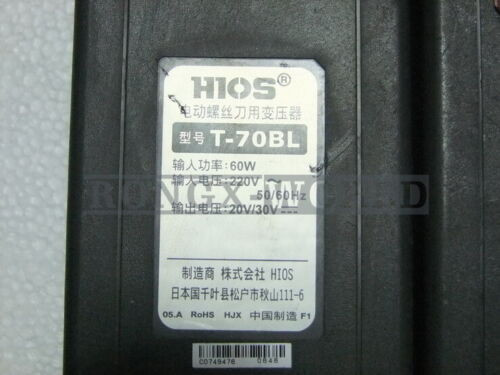 HIOS®
电动螺丝刀用变压器
型号 T-70BL
输入功率: 60W
输入电压: 220V ~
50/60Hz
输出电压: 20V/30V
制造商 株式会社 HIOS
日本国千叶县松户市秋山111-6
05.A RoHS HJX 中国制造 F1
C0749476 0646